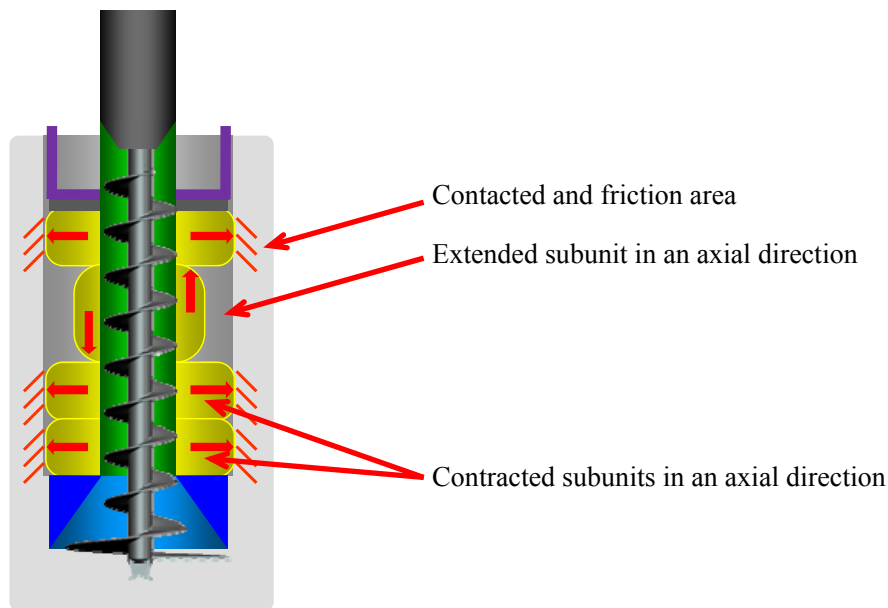 Contacted and friction area
Extended subunit in an axial direction
Contracted subunits in an axial direction